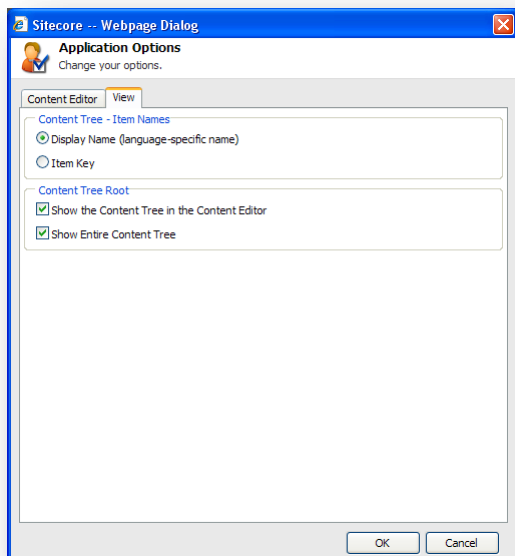 Sitecore -- Webpage Dialog
Application Options
Change your options.
Content Editor View
Content Tree - Item Names
Display Name (language-specific name)
Item Key
Content Tree Root
Show the Content Tree in the Content Editor
Show Entire Content Tree
OK Cancel